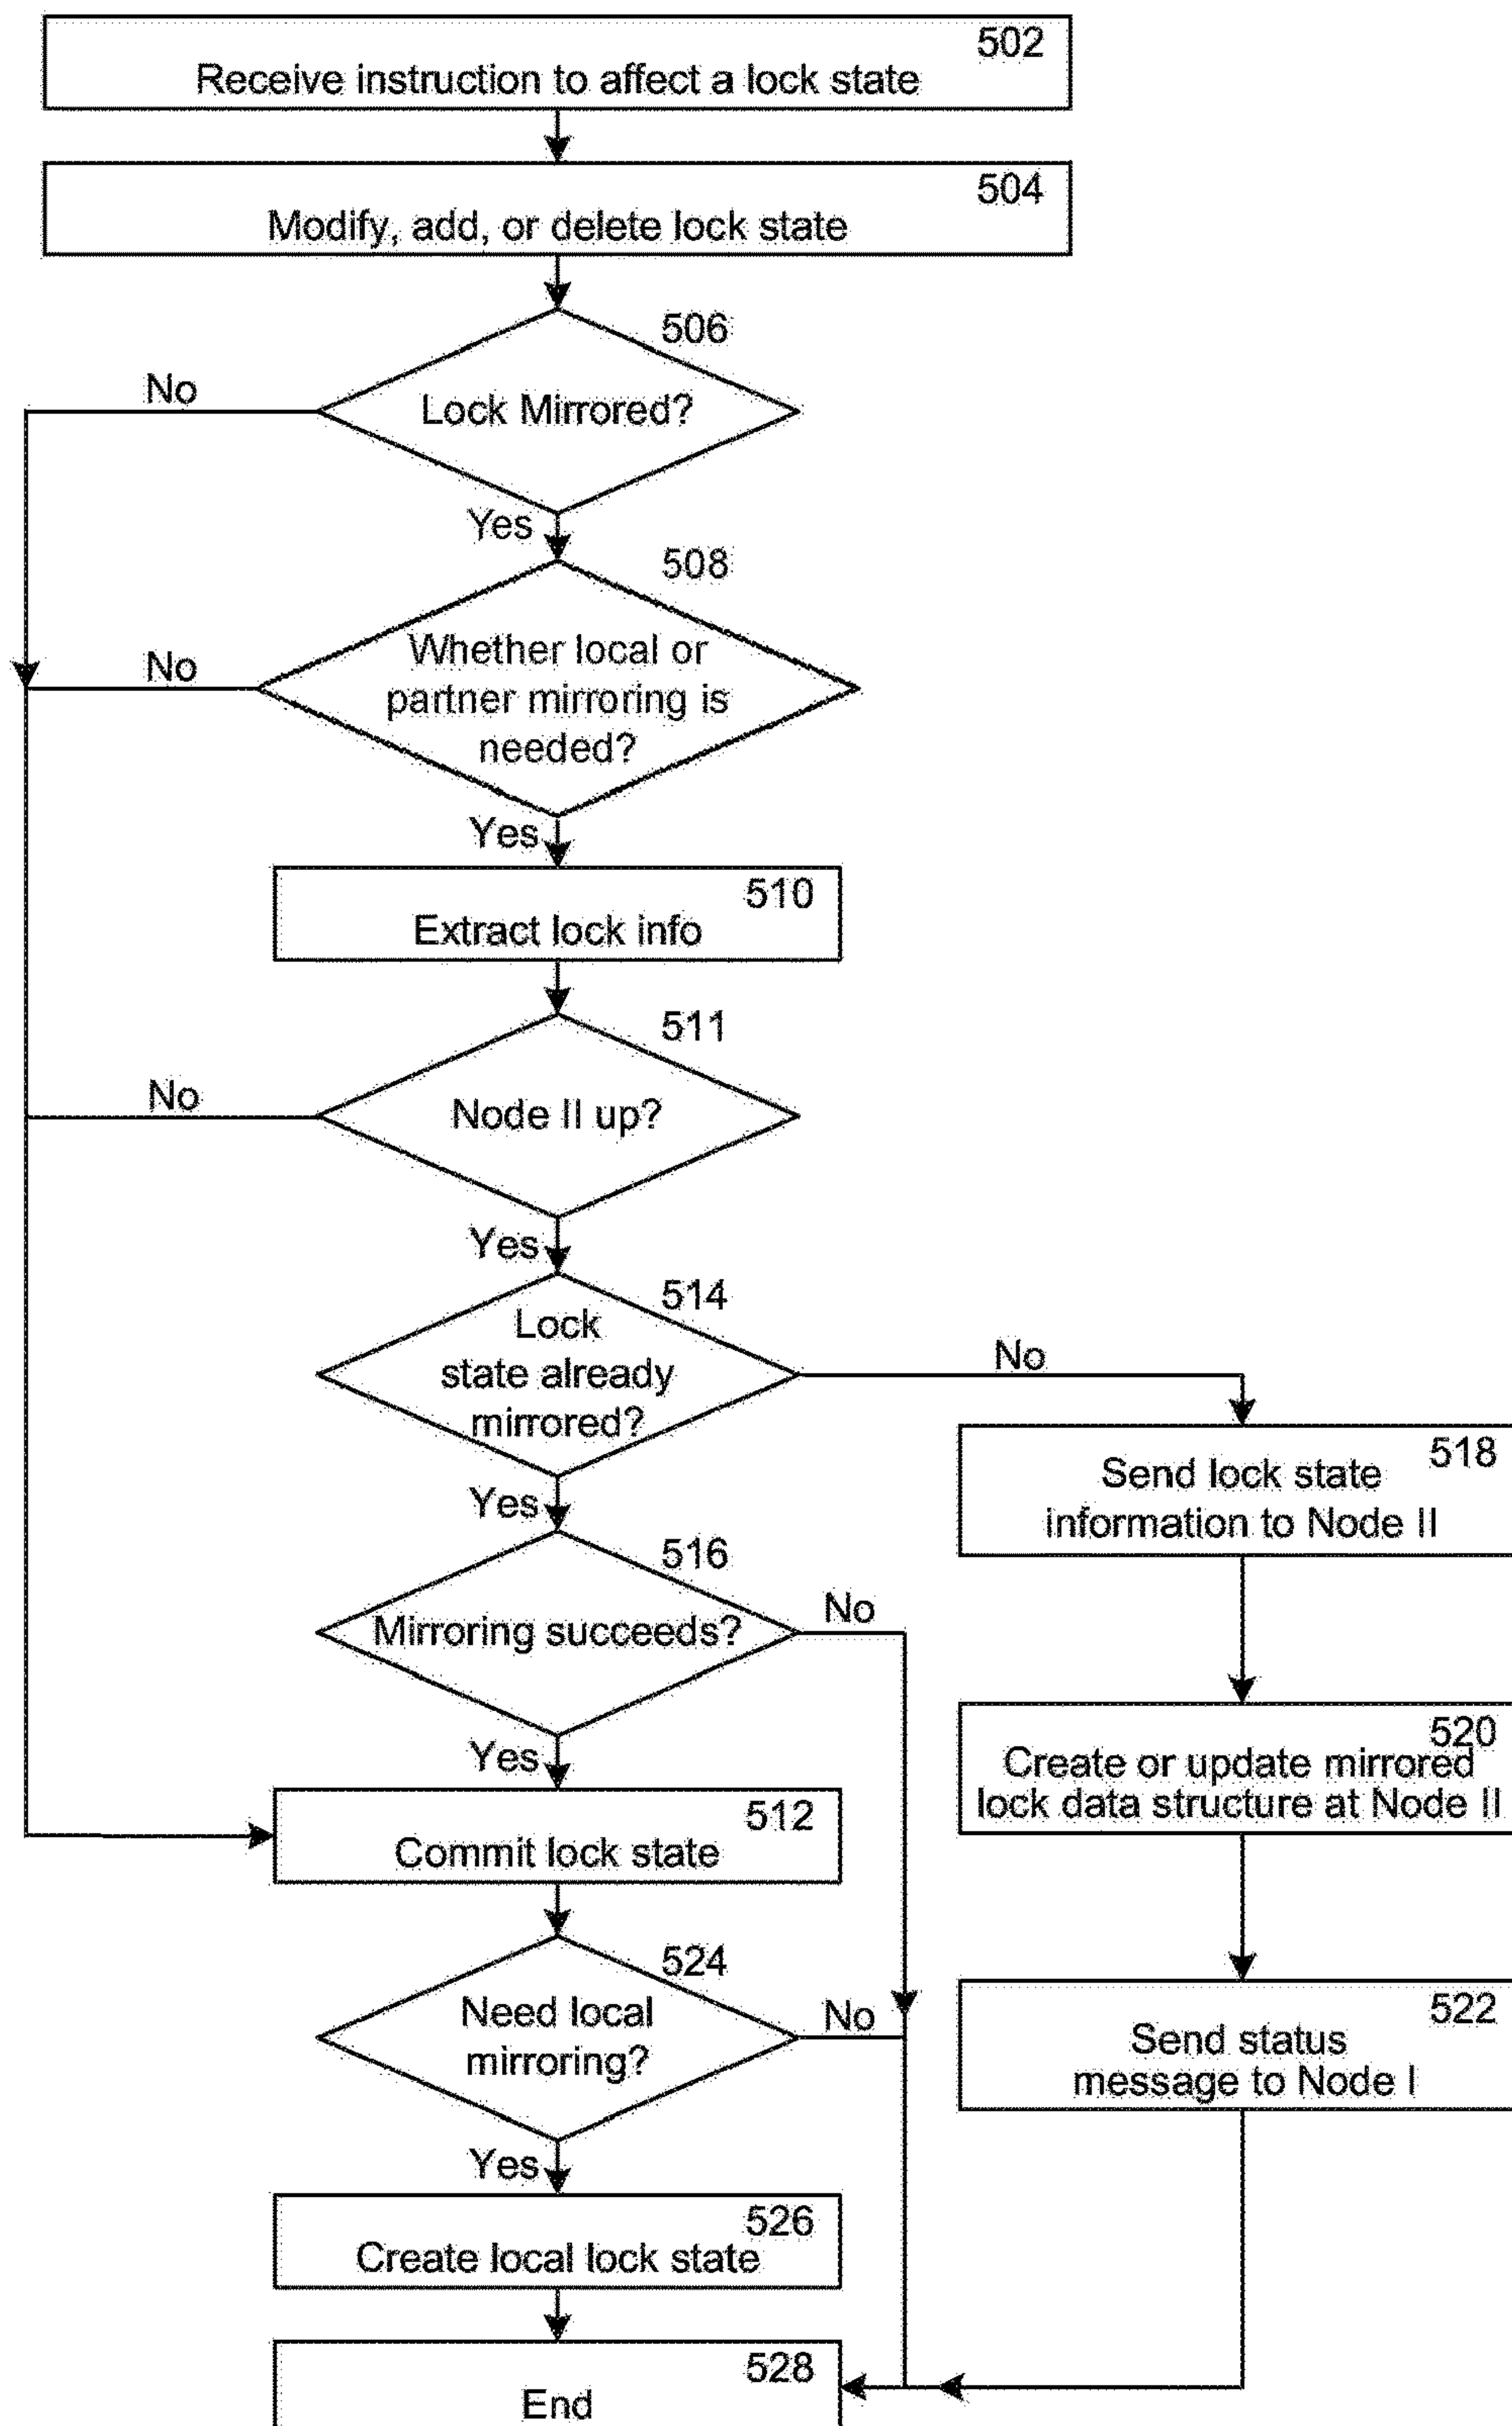 502
Receive instruction to affect a lock state
504
Modify, add, or delete lock state
506
Lock Mirrored?
No
Yes
508
Whether local or
partner mirroring is
needed?
No
Yes
510
Extract lock info
511
Node II up?
No
Yes
514
Lock
state already
mirrored?
No
Yes
518
Send lock state
information to Node II
516
Mirroring succeeds?
No
Yes
520
Create or update mirrored
lock data structure at Node II
512
Commit lock state
524
Need local
mirroring?
No
Yes
522
Send status
message to Node I
526
Create local lock state
528
End